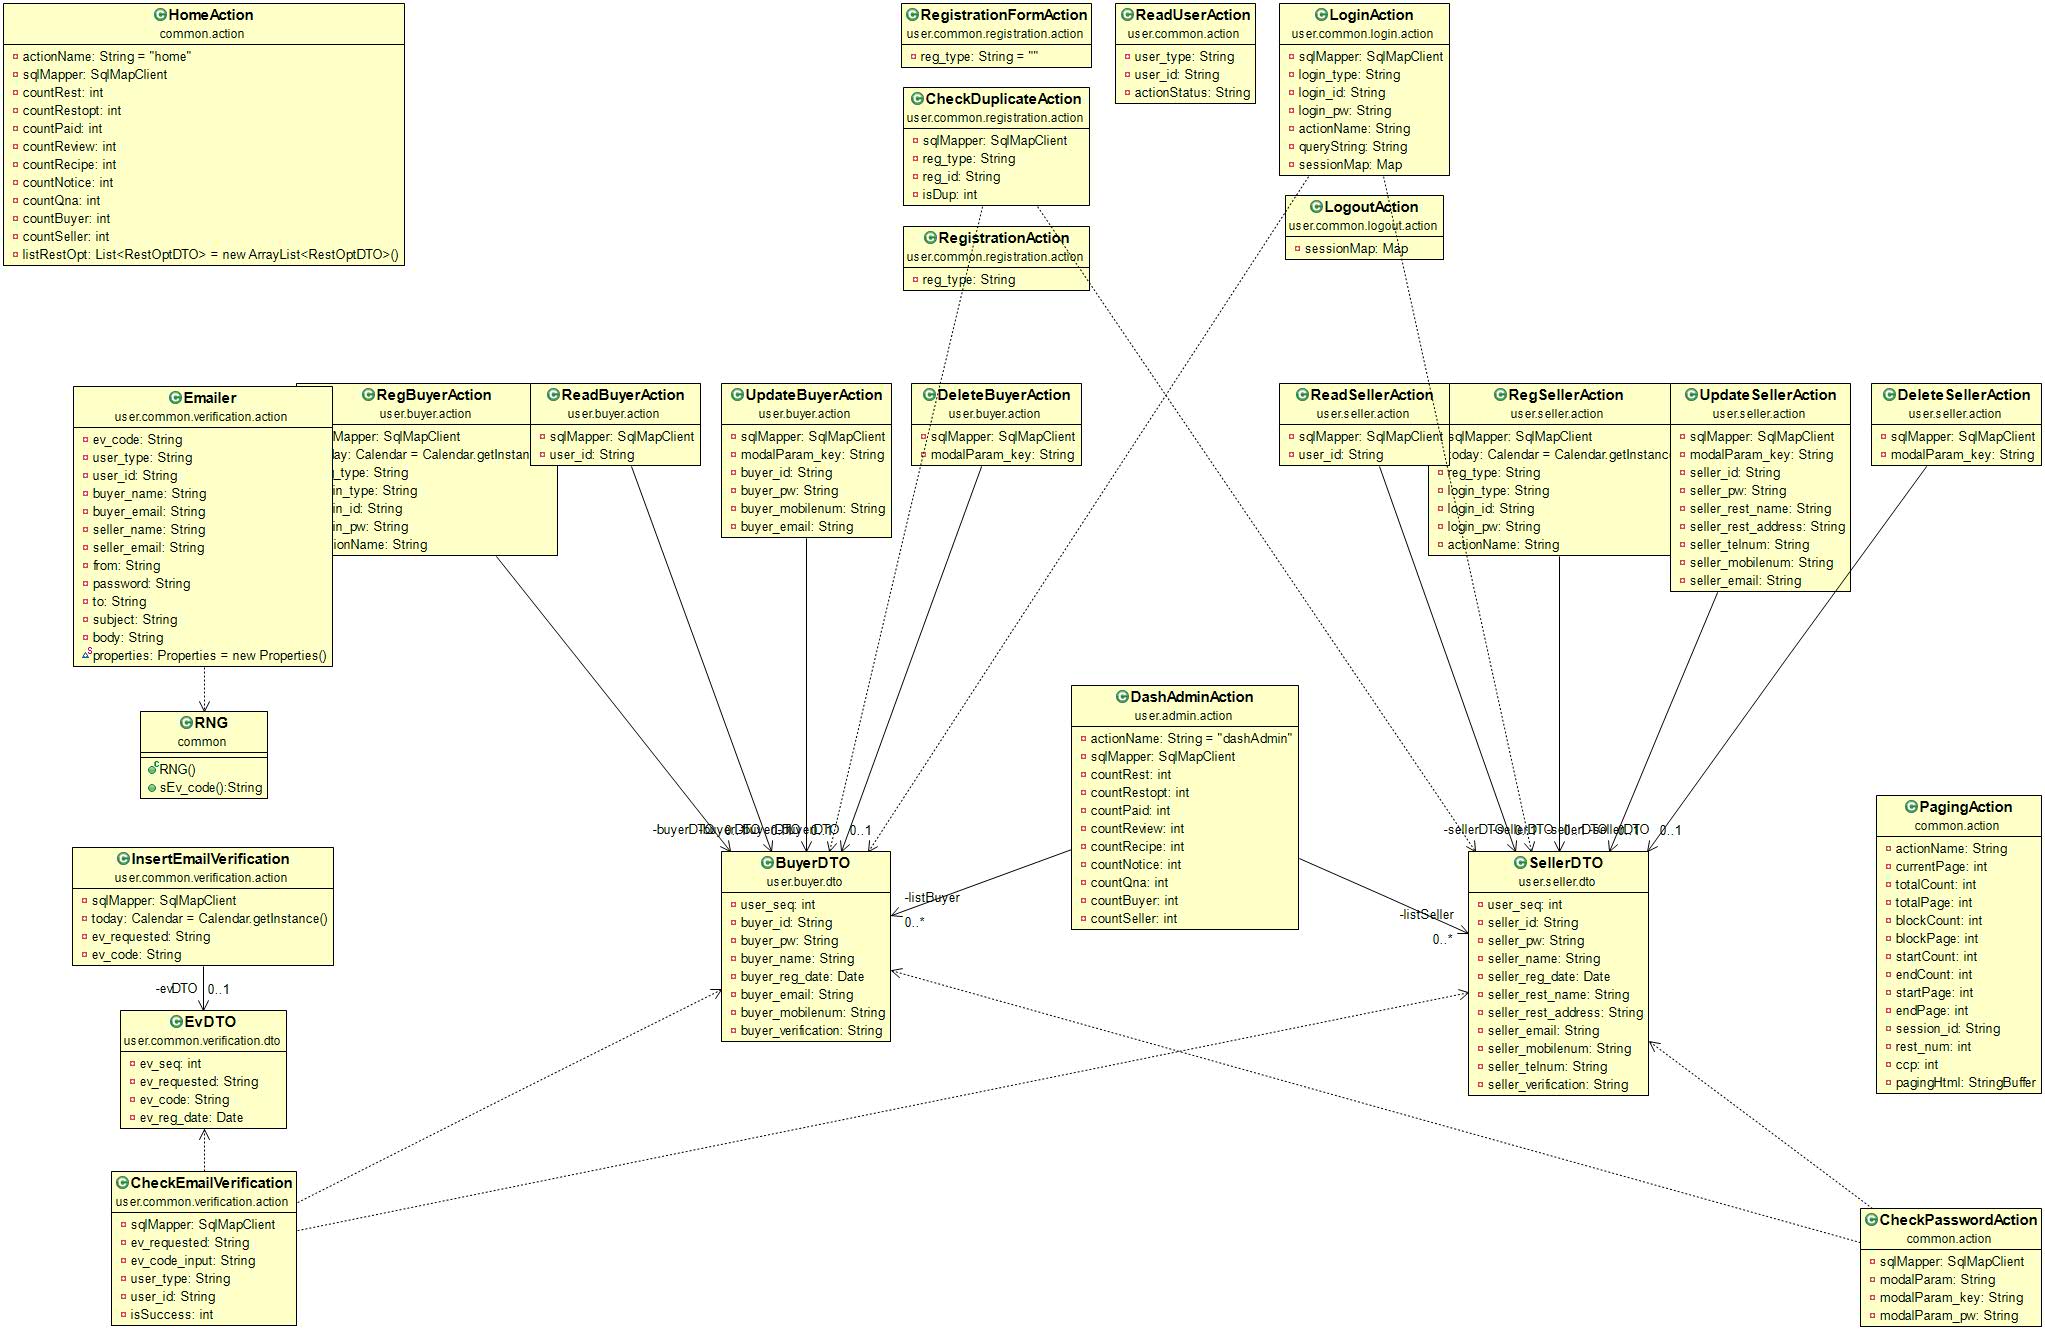 HomeAction
common.action
actionName: String = "home"
sqlMapper: SqlMapClient
countRest: int
countRestopt: int
countPaid: int
countReview: int
countRecipe: int
countNotice: int
countQna: int
countBuyer: int
countSeller: int
listRestOpt: List<RestOptDTO> = new ArrayList<RestOptDTO>()
RegistrationFormAction
user.common.registration.action
reg_type: String = ""
ReadUserAction
user.common.action
user_type: String
user_id: String
actionStatus: String
LoginAction
user.common.login.action
sqlMapper: SqlMapClient
login_type: String
login_id: String
login_pw: String
actionName: String
queryString: String
sessionMap: Map
CheckDuplicateAction
user.common.registration.action
sqlMapper: SqlMapClient
reg_type: String
reg_id: String
isDup: int
LogoutAction
user.common.logout.action
sessionMap: Map
RegistrationAction
user.common.registration.action
reg_type: String
Emailer
user.common.verification.action
ev_code: String
user_type: String
user_id: String
buyer_name: String
buyer_email: String
seller_name: String
seller_email: String
from: String
password: String
to: String
subject: String
body: String
properties: Properties = new Properties()
RegBuyerAction
user.buyer.action
Mapper: SqlMapClient
lay: Calendar = Calendar.getInstan
_type: String
in_type: String
in_id: String
in_pw: String
ionName: String
ReadBuyerAction
user.buyer.action
sqlMapper: SqlMapClient
user_id: String
UpdateBuyerAction
user.buyer.action
sqlMapper: SqlMapClient
modalParam_key: String
buyer_id: String
buyer_pw: String
buyer_mobilenum: String
buyer_email: String
DeleteBuyerAction
user.buyer.action
sqlMapper: SqlMapClient
modalParam_key: String
ReadSellerAction
user.seller.action
sqlMapper: SqlMapClient
user_id: String
RegSellerAction
user.seller.action
sqlMapper: SqlMapClient
today: Calendar = Calendar.getInstanc
reg_type: String
login_type: String
login_id: String
login_pw: String
actionName: String
UpdateSellerAction
user.seller.action
sqlMapper: SqlMapClient
modalParam_key: String
seller_id: String
seller_pw: String
seller_rest_name: String
seller_rest_address: String
seller_telnum: String
seller_mobilenum: String
seller_email: String
DeleteSellerAction
user.seller.action
sqlMapper: SqlMapClient
modalParam_key: String
RNG
common
RNG()
sEv_code():String
DashAdminAction
user.admin.action
actionName: String = "dashAdmin"
sqlMapper: SqlMapClient
countRest: int
countRestopt: int
countPaid: int
countReview: int
countRecipe: int
countNotice: int
countQna: int
countBuyer: int
countSeller: int
-buyerDTO
0..1
-sellerDTO
0..1
InsertEmailVerification
user.common.verification.action
sqlMapper: SqlMapClient
today: Calendar = Calendar.getInstance()
ev_requested: String
ev_code: String
-evDTO 0..1
EvDTO
user.common.verification.dto
ev_seq: int
ev_requested: String
ev_code: String
ev_reg_date: Date
BuyerDTO
user.buyer.dto
user_seq: int
buyer_id: String
buyer_pw: String
buyer_name: String
buyer_reg_date: Date
buyer_email: String
buyer_mobilenum: String
buyer_verification: String
-listBuyer
0..*
-listSeller
0..*
SellerDTO
user.seller.dto
user_seq: int
seller_id: String
seller_pw: String
seller_name: String
seller_reg_date: Date
seller_rest_name: String
seller_rest_address: String
seller_email: String
seller_mobilenum: String
seller_telnum: String
seller_verification: String
PagingAction
common.action
actionName: String
currentPage: int
totalCount: int
totalPage: int
blockCount: int
blockPage: int
startCount: int
endCount: int
startPage: int
endPage: int
session_id: String
rest_num: int
ccp: int
pagingHtml: StringBuffer
CheckEmailVerification
user.common.verification.action
sqlMapper: SqlMapClient
ev_requested: String
ev_code_input: String
user_type: String
user_id: String
isSuccess: int
CheckPasswordAction
common.action
sqlMapper: SqlMapClient
modalParam: String
modalParam_key: String
modalParam_pw: String